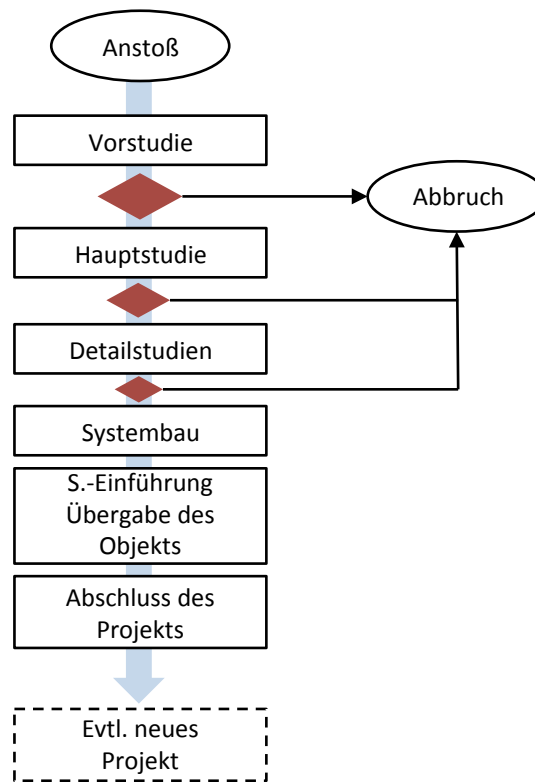 Anstoß
Vorstudie
Abbruch
Hauptstudie
Detailstudien
Systembau
S.-Einführung
Übergabe des
Objekts
Abschluss des
Projekts
Evtl. neues
Projekt